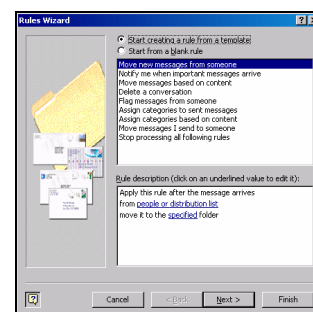 Rules Wizard
Start creating a rule from a template
Start from a blank rule
Move new messages from someone
Notify me when important messages arrive
Move messages based on content
Delete a conversation
Flag messages from someone
Assign categories to sent messages
Assign categories based on content
Move messages I send to someone
Stop processing all following rules
Rule description (click on an underlined value to edit it):
Apply this rule after the message arrives
from people or distribution list
move it to the specified folder
Cancel < Back Next > Finish